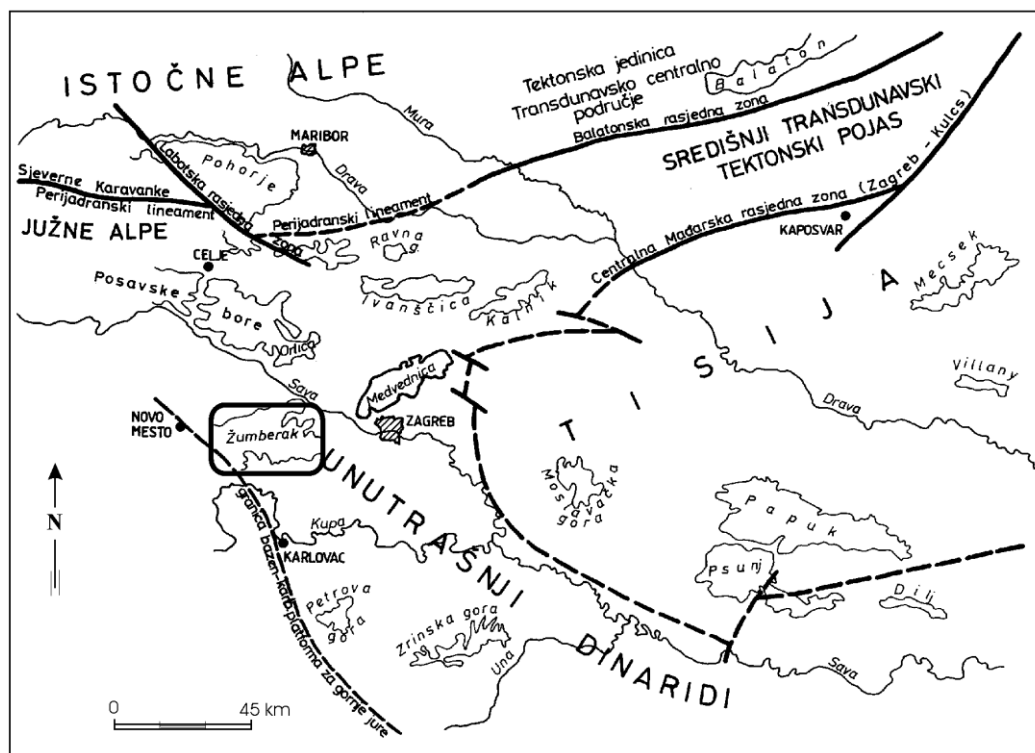 ISTOČNE ALPE
Tektonska jedinica
Transdunavsko centralno
područje
Balaton
Balatonska rasjedna zona
SREDIŠNJI TRANSDUNAVSKI
TEKTONSKI POJAS
Mura
MARIBOR
Pohorje
Drava
Labotska rasjedna
zona
Sjeverne Karavanke
Perijadranski lineament
Perijadranski lineament
JUŽNE ALPE
Ravna
g.
Centralna Mađarska rasjedna zona (Zagreb - Kulcs)
KAPOSVAR
CELJE
Mecsek
Posavske
bore
Ivanščica
Kalnik
Orlica
TISIJA
Villany
Sava
Medvednica
Drava
NOVO
MESTO
Žumberak
ZAGREB
UNUTRAŠNJI
DINARIDI
Moslavačka
gora
N
Papuk
Kupa
KARLOVAC
Psunj
granica bazen-karb.platforma za gornje jure
Petrova
gora
Dilj
Zrinska gora
Una
Sava
0 45 km